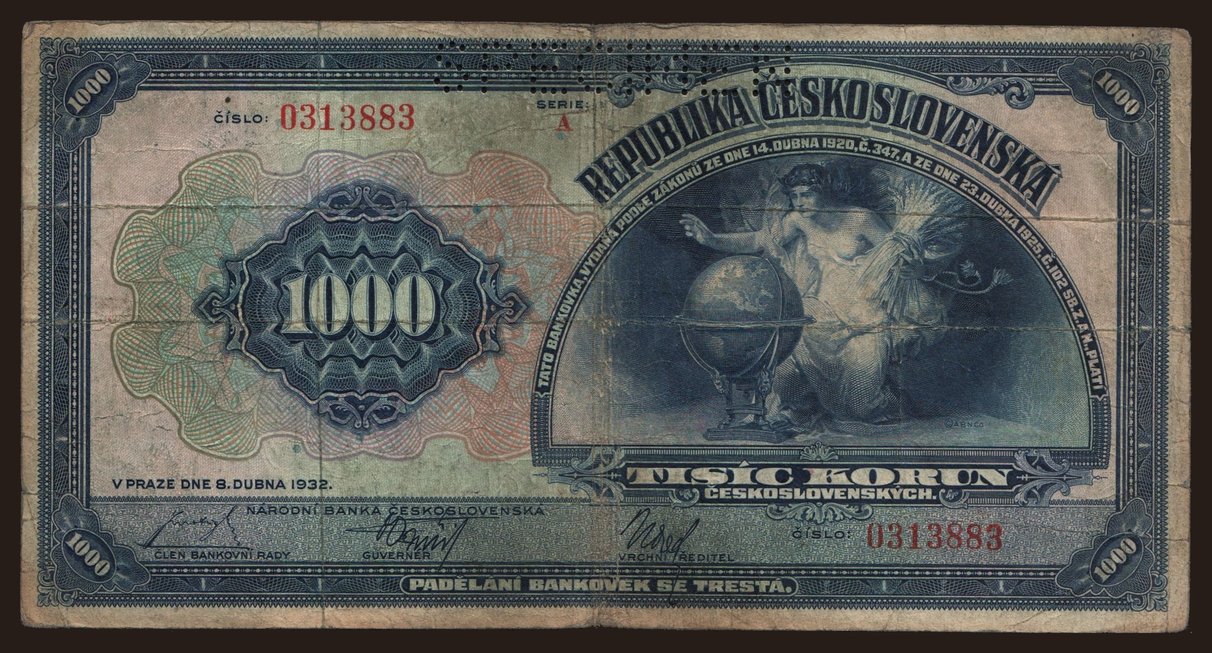 1000
1000
SPECIMEN
ČÍSLO: 0313883
SERIE:
A
REPUBLIKA ČESKOSLOVENSKÁ
TATO BANKOVKA, VYDANÁ PODLE ZÁKONŮ ZE DNE 14. DUBNA 1920, Č. 347, A ZE DNE 23. DUBNA 1925, Č. 102 SB. Z. A N., PLATÍ
1000
ABNCO
TISÍC KORUN
ČESKOSLOVENSKÝCH.
V PRAZE DNE 8. DUBNA 1932.
NÁRODNÍ BANKA ČESKOSLOVENSKÁ
ČLEN BANKOVNÍ RADY
GUVERNÉR
VRCHNÍ ŘEDITEL
ČÍSLO: 0313883
1000
1000
PADĚLÁNÍ BANKOVEK SE TRESTÁ.